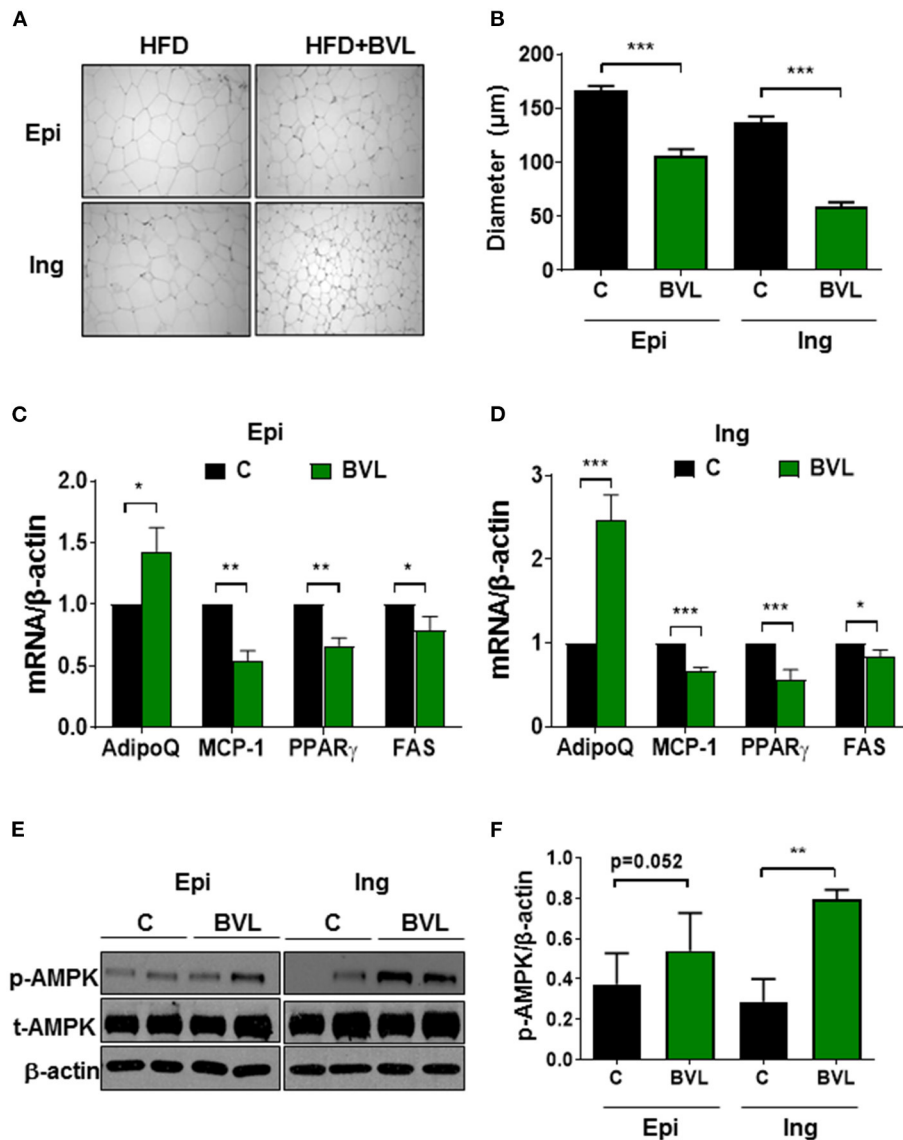 A
HFD HFD+BVL
Epi
Ing
B
***
***
200
150
100
50
0
Diameter (μm)
C BVL C BVL
Epi Ing
C
Epi
C BVL
2.0
1.5
1.0
0.5
0.0
mRNA/β-actin
*
**
**
*
AdipoQ MCP-1 PPARγ FAS
D
Ing
C BVL
3
2
1
0
mRNA/β-actin
***
***
***
*
AdipoQ MCP-1 PPARγ FAS
E
Epi Ing
C BVL C BVL
p-AMPK
t-AMPK
β-actin
F
p=0.052
**
1.0
0.8
0.6
0.4
0.2
0.0
p-AMPK/β-actin
C BVL C BVL
Epi Ing